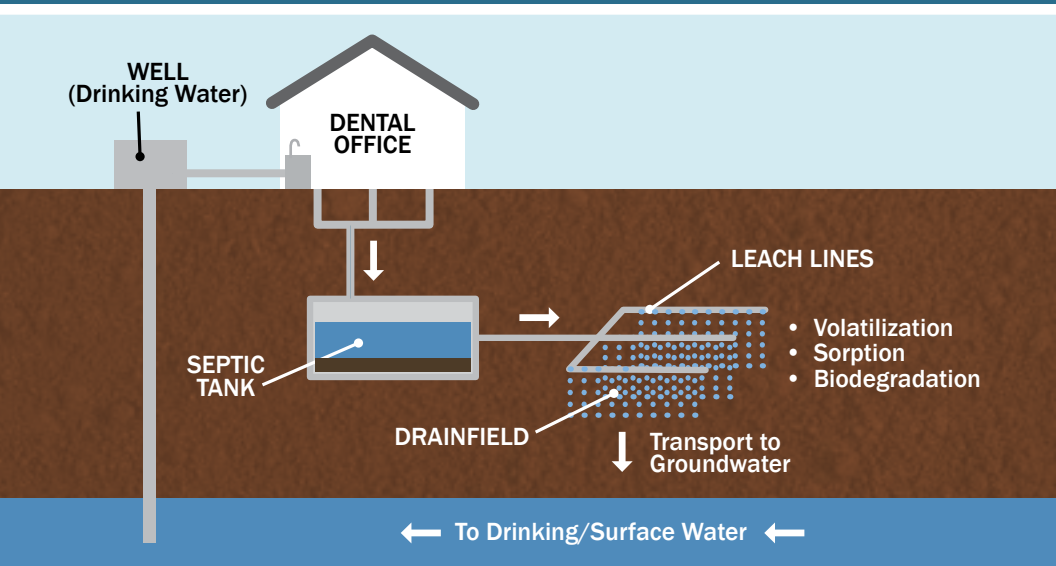 WELL
(Drinking Water)
DENTAL
OFFICE
LEACH LINES
• Volatilization
• Sorption
• Biodegradation
SEPTIC
TANK
DRAINFIELD
Transport to
Groundwater
To Drinking/Surface Water